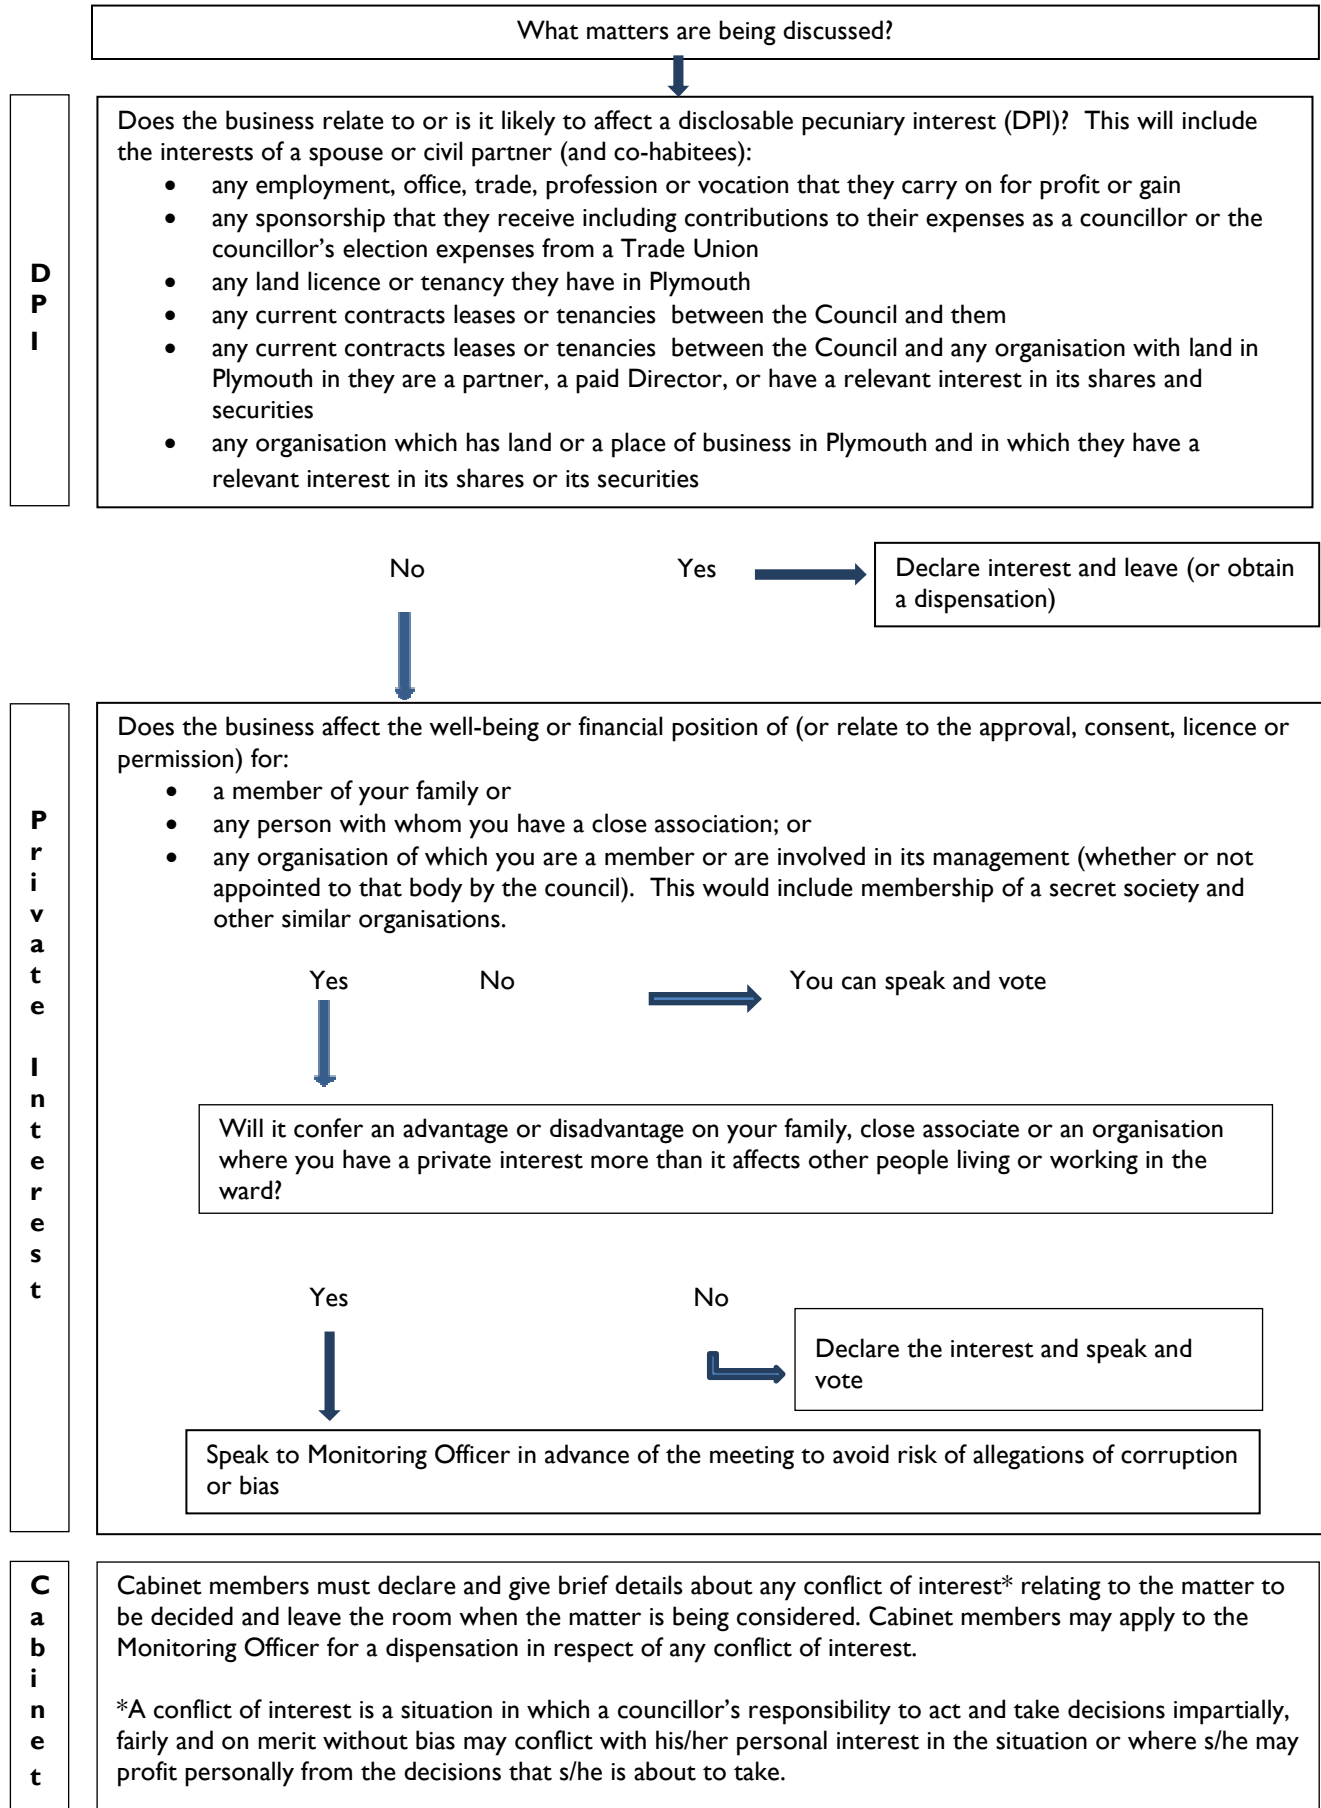 What matters are being discussed?
D
P
I
Does the business relate to or is it likely to affect a disclosable pecuniary interest (DPI)? This will include
the interests of a spouse or civil partner (and co-habitees):
• any employment, office, trade, profession or vocation that they carry on for profit or gain
• any sponsorship that they receive including contributions to their expenses as a councillor or the
councillor’s election expenses from a Trade Union
• any land licence or tenancy they have in Plymouth
• any current contracts leases or tenancies between the Council and them
• any current contracts leases or tenancies between the Council and any organisation with land in
Plymouth in they are a partner, a paid Director, or have a relevant interest in its shares and
securities
• any organisation which has land or a place of business in Plymouth and in which they have a
relevant interest in its shares or its securities
No
Yes
Declare interest and leave (or obtain
a dispensation)
P
r
i
v
a
t
e
I
n
t
e
r
e
s
t
Does the business affect the well-being or financial position of (or relate to the approval, consent, licence or
permission) for:
• a member of your family or
• any person with whom you have a close association; or
• any organisation of which you are a member or are involved in its management (whether or not
appointed to that body by the council). This would include membership of a secret society and
other similar organisations.
Yes
No
You can speak and vote
Will it confer an advantage or disadvantage on your family, close associate or an organisation
where you have a private interest more than it affects other people living or working in the
ward?
Yes
No
Declare the interest and speak and
vote
Speak to Monitoring Officer in advance of the meeting to avoid risk of allegations of corruption
or bias
C
a
b
i
n
e
t
Cabinet members must declare and give brief details about any conflict of interest* relating to the matter to
be decided and leave the room when the matter is being considered. Cabinet members may apply to the
Monitoring Officer for a dispensation in respect of any conflict of interest.
*A conflict of interest is a situation in which a councillor’s responsibility to act and take decisions impartially,
fairly and on merit without bias may conflict with his/her personal interest in the situation or where s/he may
profit personally from the decisions that s/he is about to take.